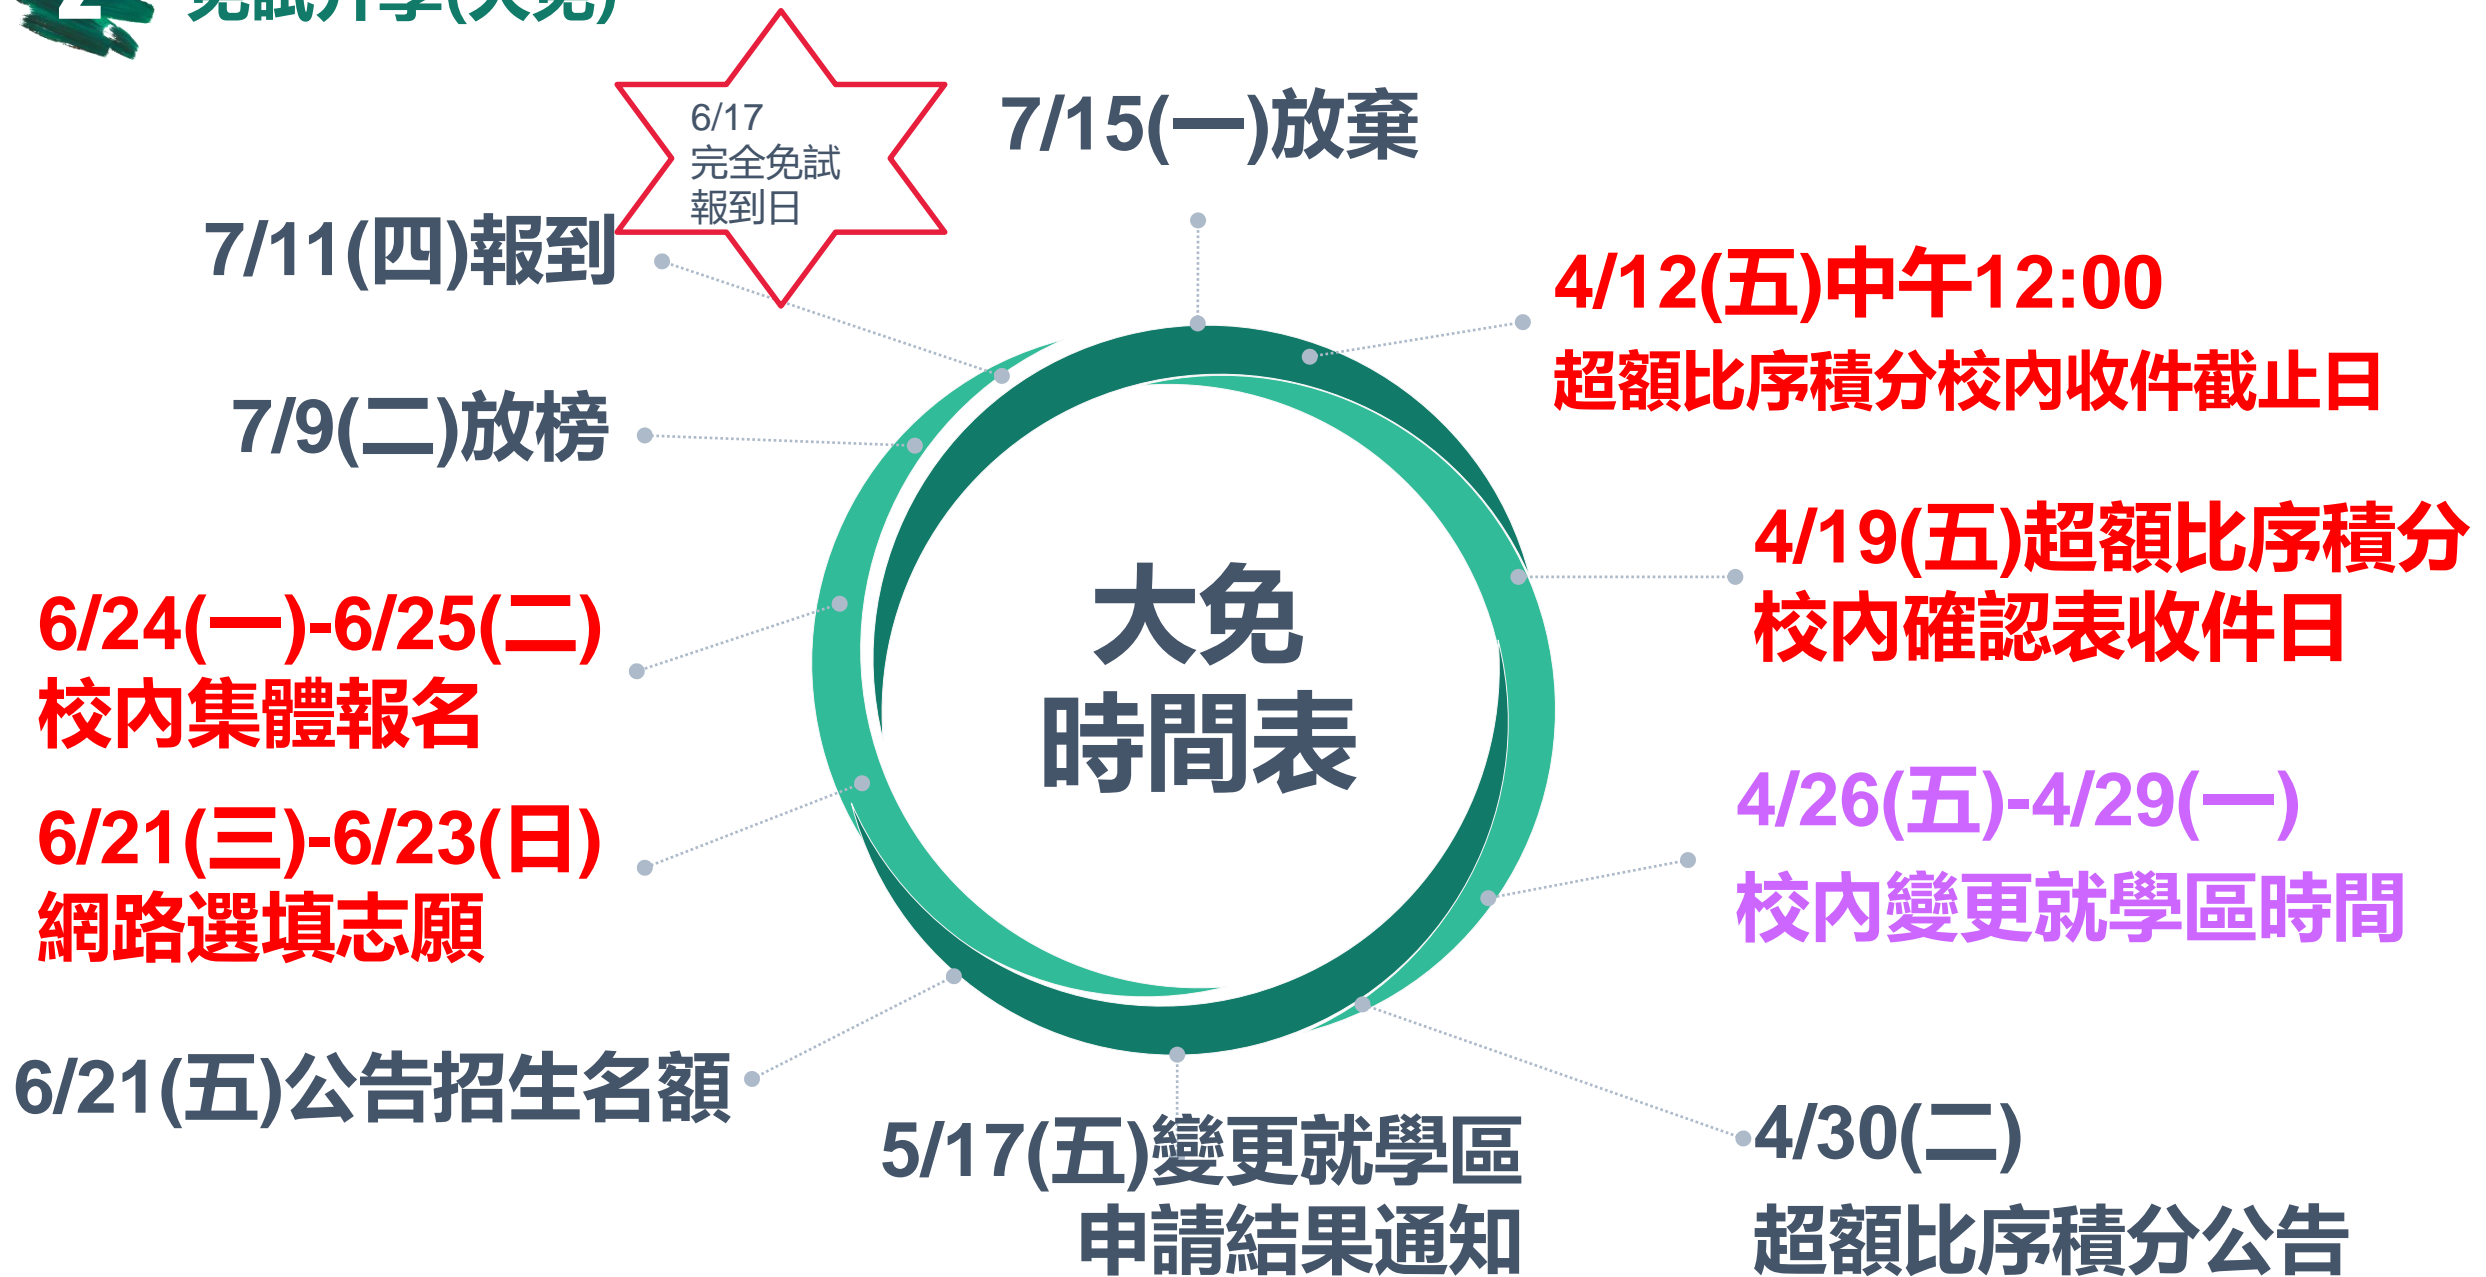 2 免試升學(大免)
6/17
完全免試
報到日
7/15(一)放棄
4/12(五)中午12:00
超額比序積分校內收件截止日
4/19(五)超額比序積分
校內確認表收件日
4/26(五)-4/29(一)
校內變更就學區時間
4/30(二)
超額比序積分公告
5/17(五)變更就學區
申請結果通知
6/21(五)公告招生名額
6/21(三)-6/23(日)
網路選填志願
6/24(一)-6/25(二)
校內集體報名
7/9(二)放榜
7/11(四)報到
大免
時間表